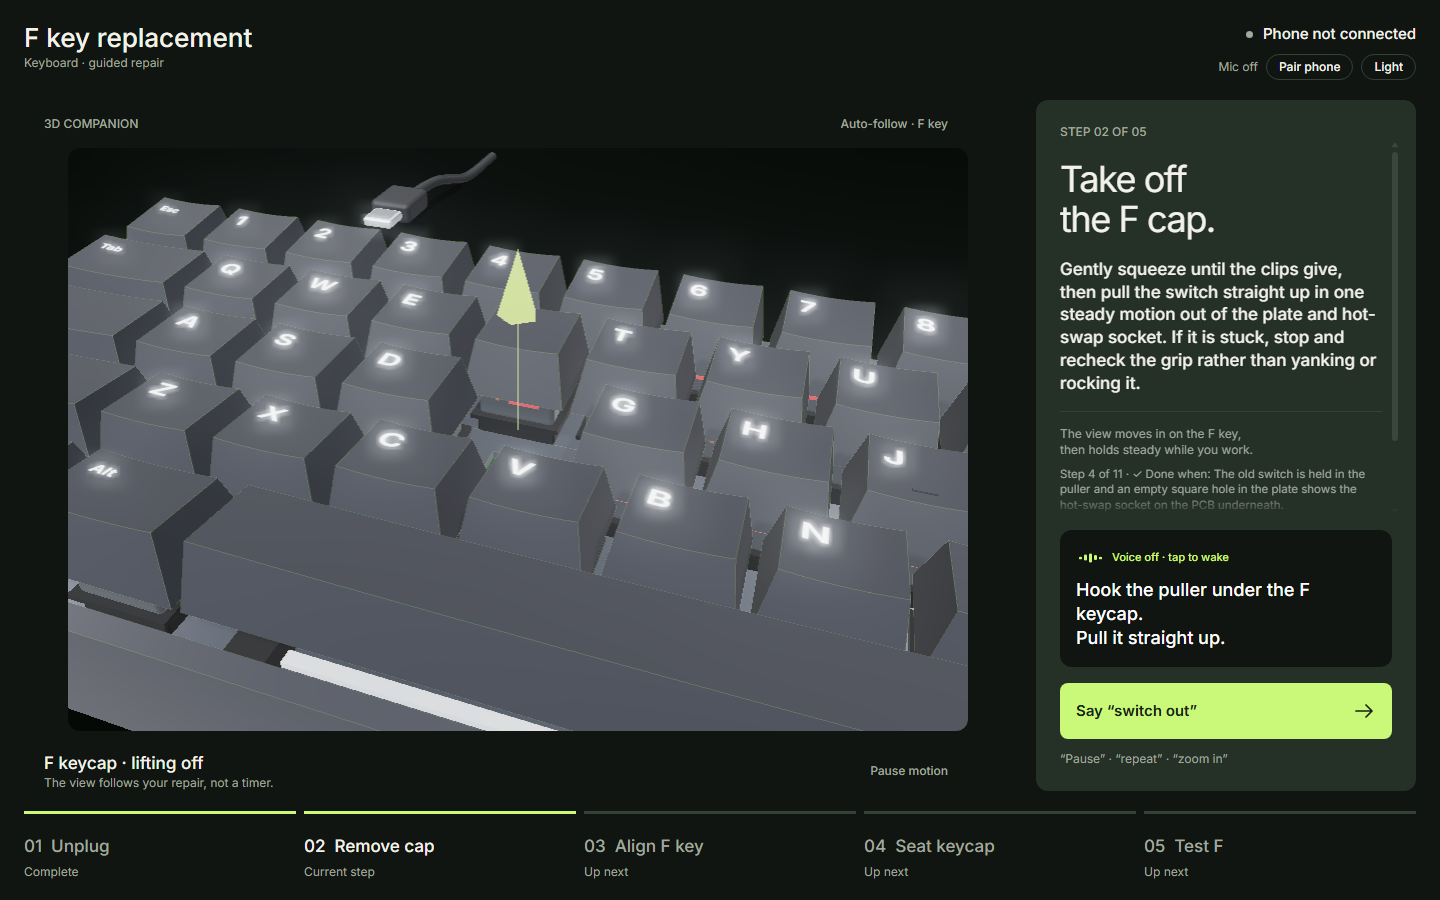 F key replacement
Keyboard · guided repair
Phone not connected
Mic off
Pair phone
Light
3D COMPANION
Auto-follow · F key
Esc
1
2
3
4
5
6
7
8
Tab
Q
W
E
T
Y
U
A
S
D
G
H
J
Z
X
C
V
B
N
Alt
F keycap · lifting off
The view follows your repair, not a timer.
Pause motion
STEP 02 OF 05
Take off
the F cap.
Gently squeeze until the clips give,
then pull the switch straight up in one
steady motion out of the plate and hot-
swap socket. If it is stuck, stop and
recheck the grip rather than yanking or
rocking it.
The view moves in on the F key,
then holds steady while you work.
Step 4 of 11 · ✓ Done when: The old switch is held in the
puller and an empty square hole in the plate shows the
hot-swap socket on the PCB underneath.
Voice off · tap to wake
Hook the puller under the F
keycap.
Pull it straight up.
Say “switch out”
“Pause” · “repeat” · “zoom in”
01 Unplug
Complete
02 Remove cap
Current step
03 Align F key
Up next
04 Seat keycap
Up next
05 Test F
Up next